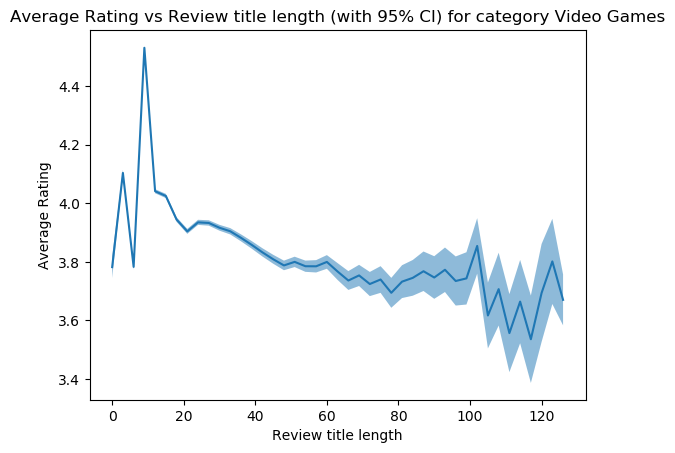 Average Rating vs Review title length (with 95% CI) for category Video Games
4.4
4.2
4.0
3.8
3.6
3.4
Average Rating
0 20 40 60 80 100 120
Review title length